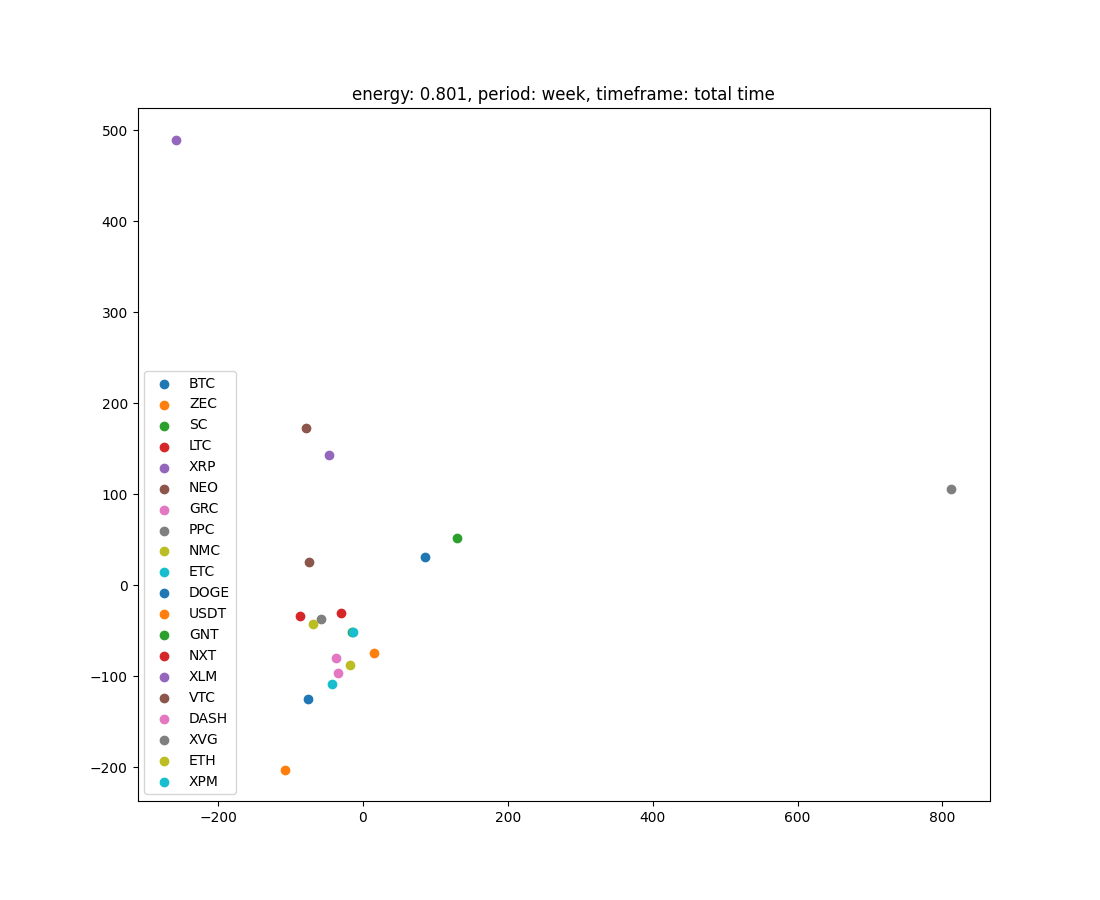 energy: 0.801, period: week, timeframe: total time
500
400
300
200
100
0
−100
−200
BTC
ZEC
SC
LTC
XRP
NEO
GRC
PPC
NMC
ETC
DOGE
USDT
GNT
NXT
XLM
VTC
DASH
XVG
ETH
XPM
−200 0 200 400 600 800